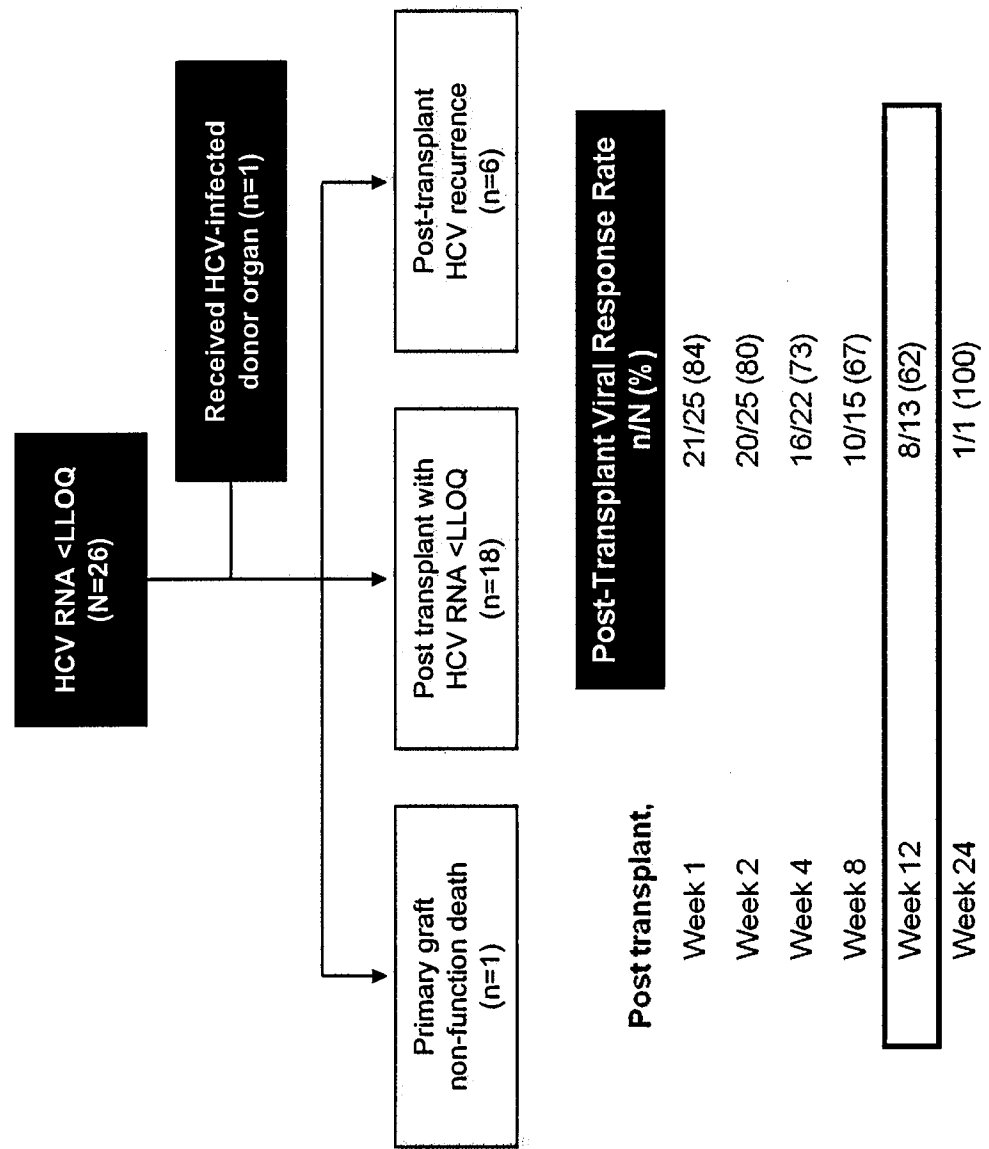 HCV RNA <LLOQ
(N=26)
Received HCV-infected
donor organ (n=1)
Primary graft
non-function death
(n=1)
Post transplant with
HCV RNA <LLOQ
(n=18)
Post-transplant
HCV recurrence
(n=6)
Post transplant,
Post-Transplant Viral Response Rate
n/N (%)
Week 1 21/25 (84)
Week 2 20/25 (80)
Week 4 16/22 (73)
Week 8 10/15 (67)
Week 12 8/13 (62)
Week 24 1/1 (100)